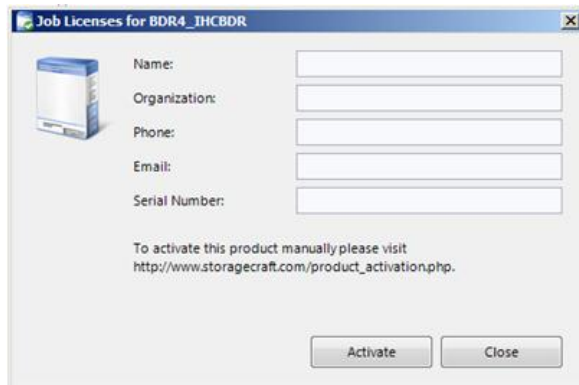 Job Licenses for BDR4_IHCBDR
Name:
Organization:
Phone:
Email:
Serial Number:
To activate this product manually please visit
http://www.storagecraft.com/product_activation.php.
Activate Close